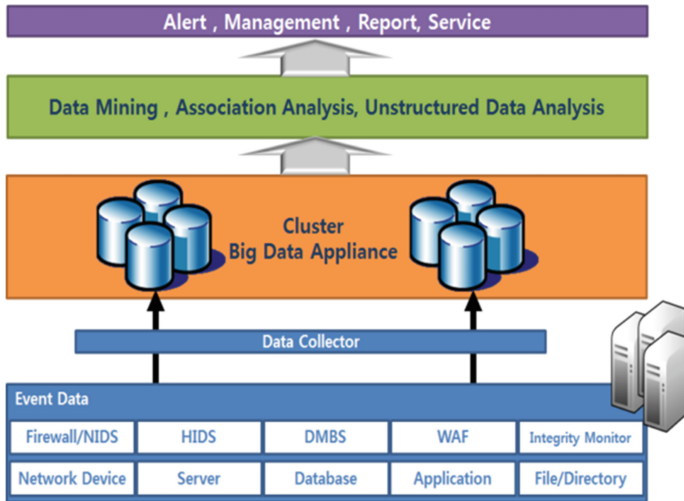 Alert , Management , Report, Service
Data Mining , Association Analysis, Unstructured Data Analysis
Cluster
Big Data Appliance
Data Collector
Event Data
Firewall/NIDS
HIDS
DMBS
WAF
Integrity Monitor
Network Device
Server
Database
Application
File/Directory